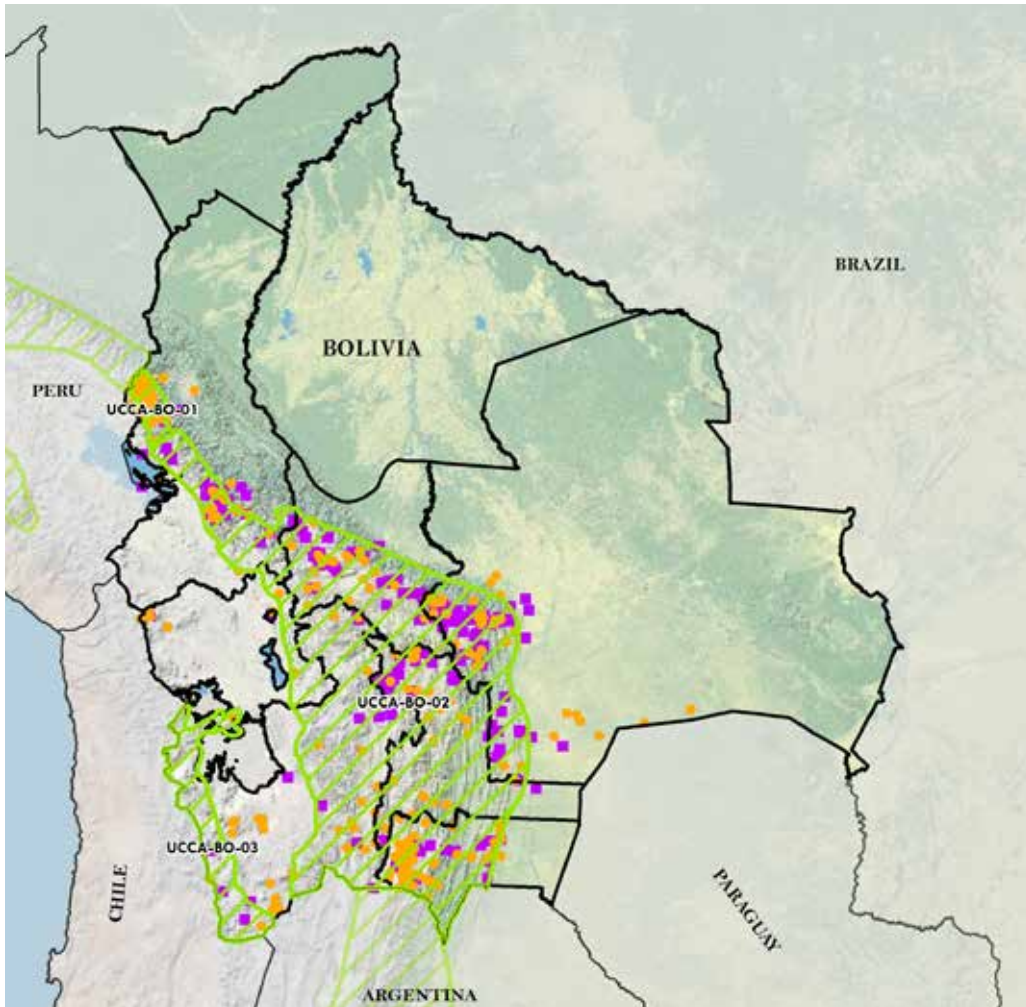 BRAZIL
BOLIVIA
PERU
UCCA-BO-01
UCCA-BO-02
UCCA-BO-03
CHILE
PARAGUAY
ARGENTINA